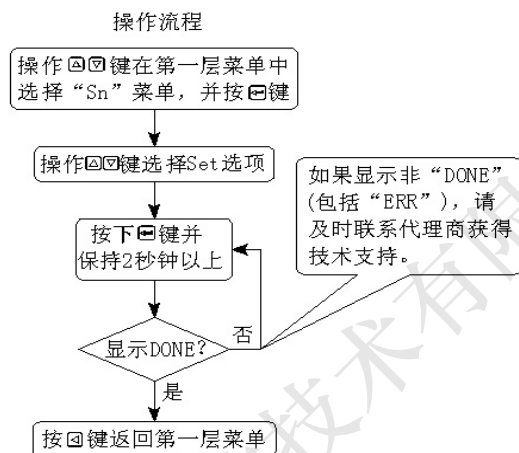 操作流程
操作△▽键在第一层菜单中
选择“Sn”菜单，并按↵键
操作△▽键选择Set选项
按下↵键并
保持2秒钟以上
如果显示非“DONE”
(包括“ERR”)，请
及时联系代理商获得
技术支持。
显示DONE？
否
是
按◁键返回第一层菜单
技术有限